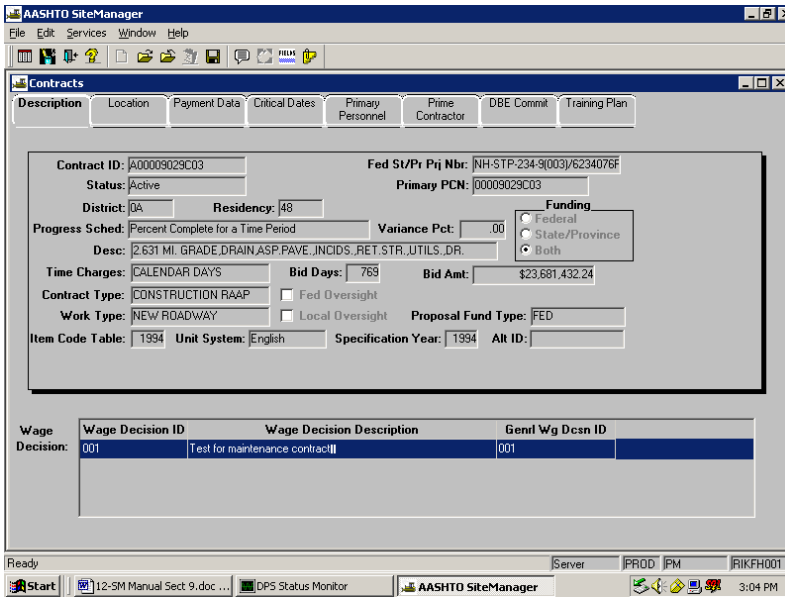 AASHTO SiteManager
File Edit Services Window Help
FIELDS
Contracts
Description Location Payment Data Critical Dates Primary Personnel Prime Contractor DBE Commit Training Plan
Contract ID: A00009029C03 Fed St/Pr Prj Nbr: NH-STP-234-9(003)/6234076F
Status: Active Primary PCN: 00009029C03
District: 0A Residency: 48 Funding
Federal
Progress Sched: Percent Complete for a Time Period Variance Pct: .00 State/Province
Desc: 2.631 MI. GRADE,DRAIN,ASP.PAVE.,INCIDS.,RET.STR.,UTILS.,DR. Both
Time Charges: CALENDAR DAYS Bid Days: 769 Bid Amt: $23,681,432.24
Contract Type: CONSTRUCTION RAAP Fed Oversight
Work Type: NEW ROADWAY Local Oversight Proposal Fund Type: FED
Item Code Table: 1994 Unit System: English Specification Year: 1994 Alt ID:
Wage Decision: Wage Decision ID Wage Decision Description Genrl Wg Dcsn ID
001 Test for maintenance contract 001
Ready Server PROD PM RIKFH001
Start 12-SM Manual Sect 9.doc ... DPS Status Monitor AASHTO SiteManager 3:04 PM